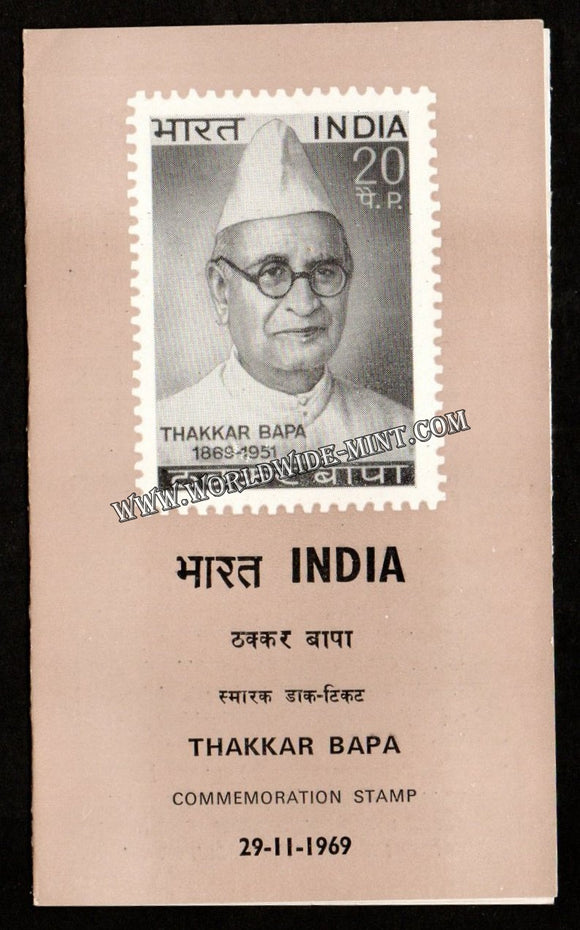 भारत INDIA
20
पै. P.
THAKKAR BAPA
1869-1951
ठक्कर बापा
WWW.WORLDWIDE-MINT.COM
भारत INDIA
ठक्कर बापा
स्मारक डाक-टिकट
THAKKAR BAPA
COMMEMORATION STAMP
29-11-1969